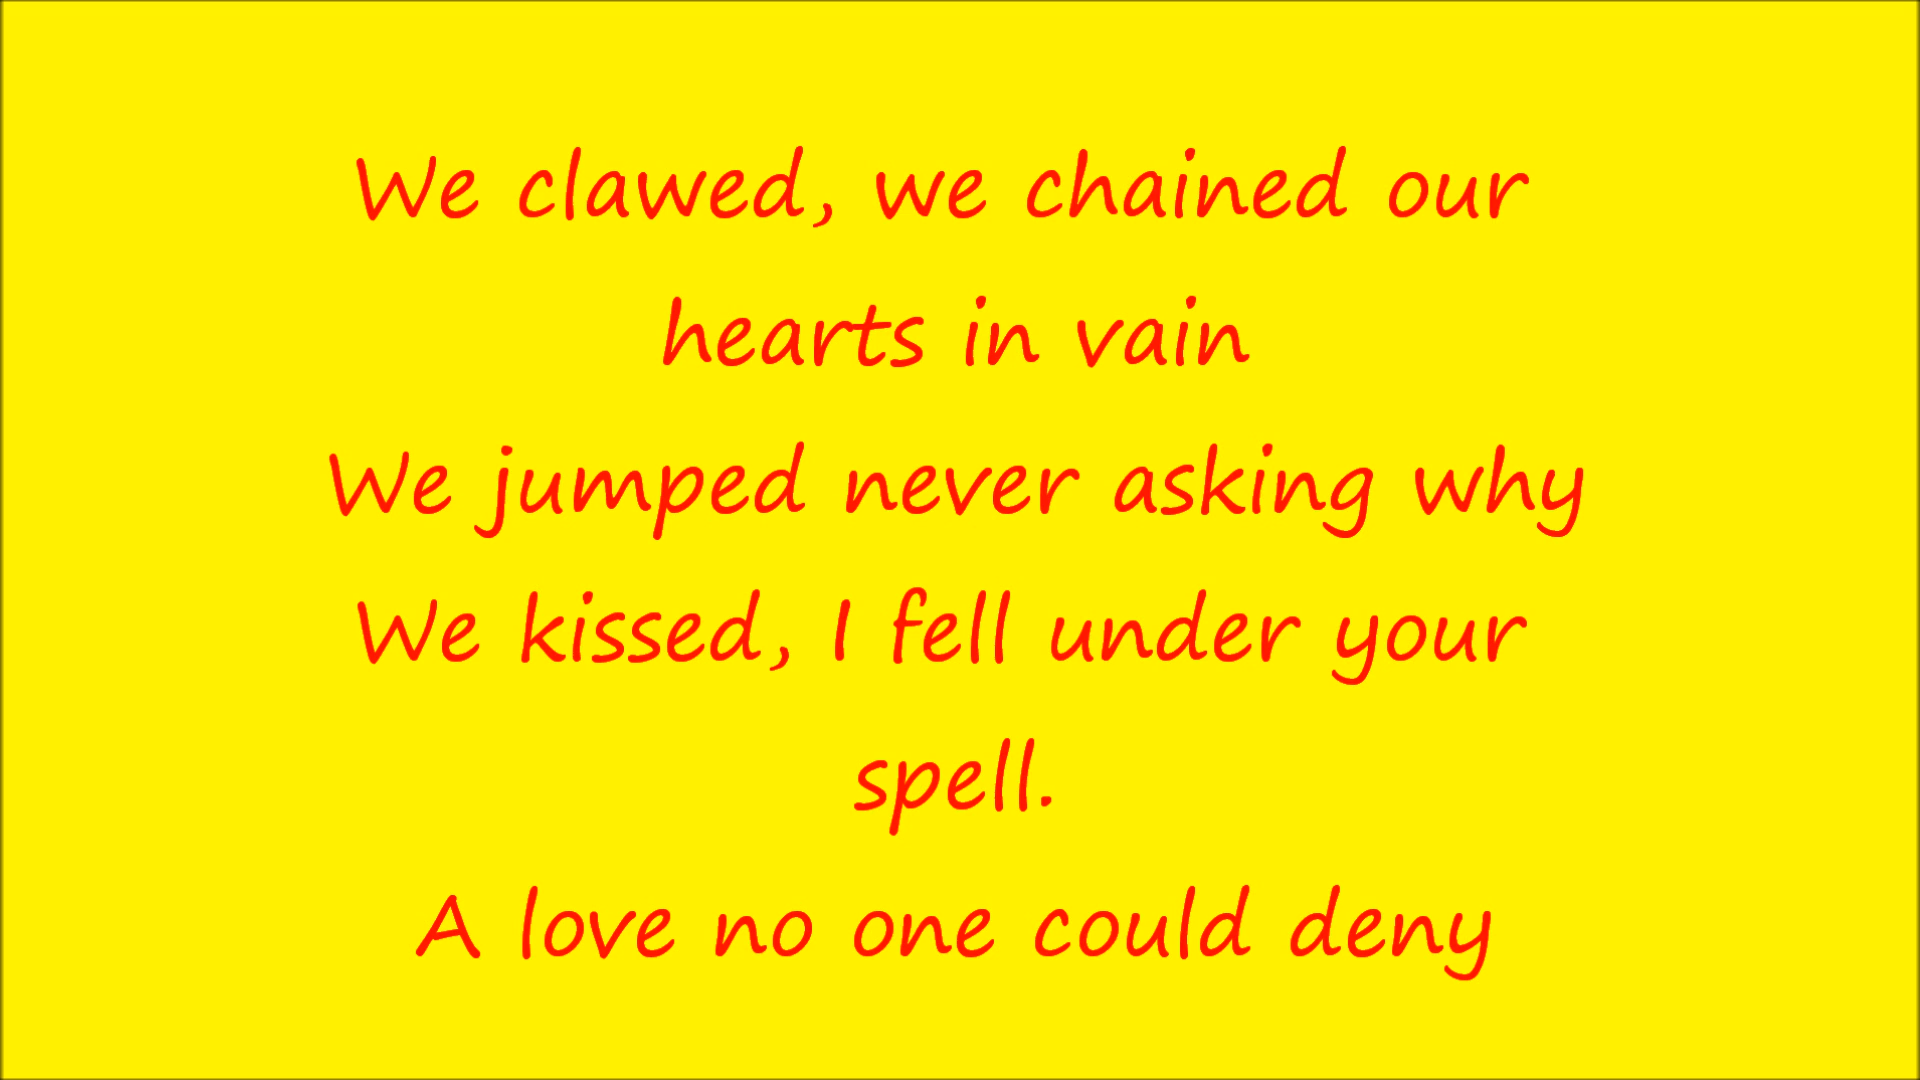 We clawed, we chained our
hearts in vain
We jumped never asking why
We kissed, I fell under your
spell.
A love no one could deny